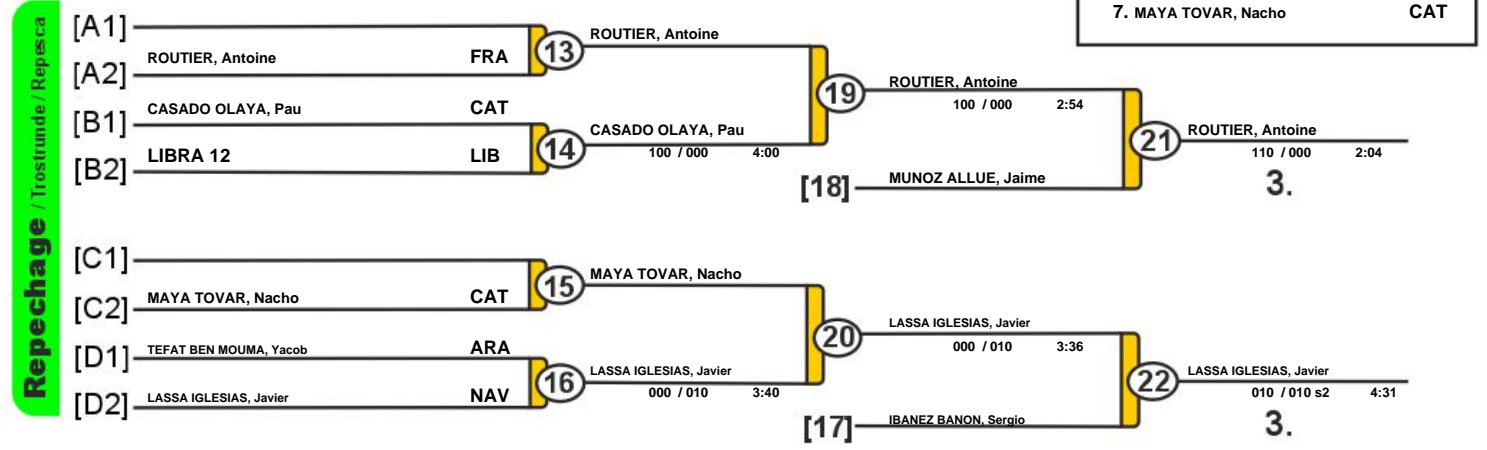 7. MAYA TOVAR, Nacho CAT
Repechage / Trostrunde / Repesca
[A1]
ROUTIER, Antoine FRA
[A2]
13
ROUTIER, Antoine
CASADO OLAYA, Pau CAT
[B1]
LIBRA 12 LIB
[B2]
14
CASADO OLAYA, Pau
100 / 000 4:00
19
ROUTIER, Antoine
100 / 000 2:54
[18]
MUNOZ ALLUE, Jaime
21
ROUTIER, Antoine
110 / 000 2:04
3.
[C1]
MAYA TOVAR, Nacho CAT
[C2]
15
MAYA TOVAR, Nacho
TEFAT BEN MOUMA, Yacob ARA
[D1]
LASSA IGLESIAS, Javier NAV
[D2]
16
LASSA IGLESIAS, Javier
000 / 010 3:40
20
LASSA IGLESIAS, Javier
000 / 010 3:36
[17]
IBANEZ BANON, Sergio
22
LASSA IGLESIAS, Javier
010 / 010 s2 4:31
3.